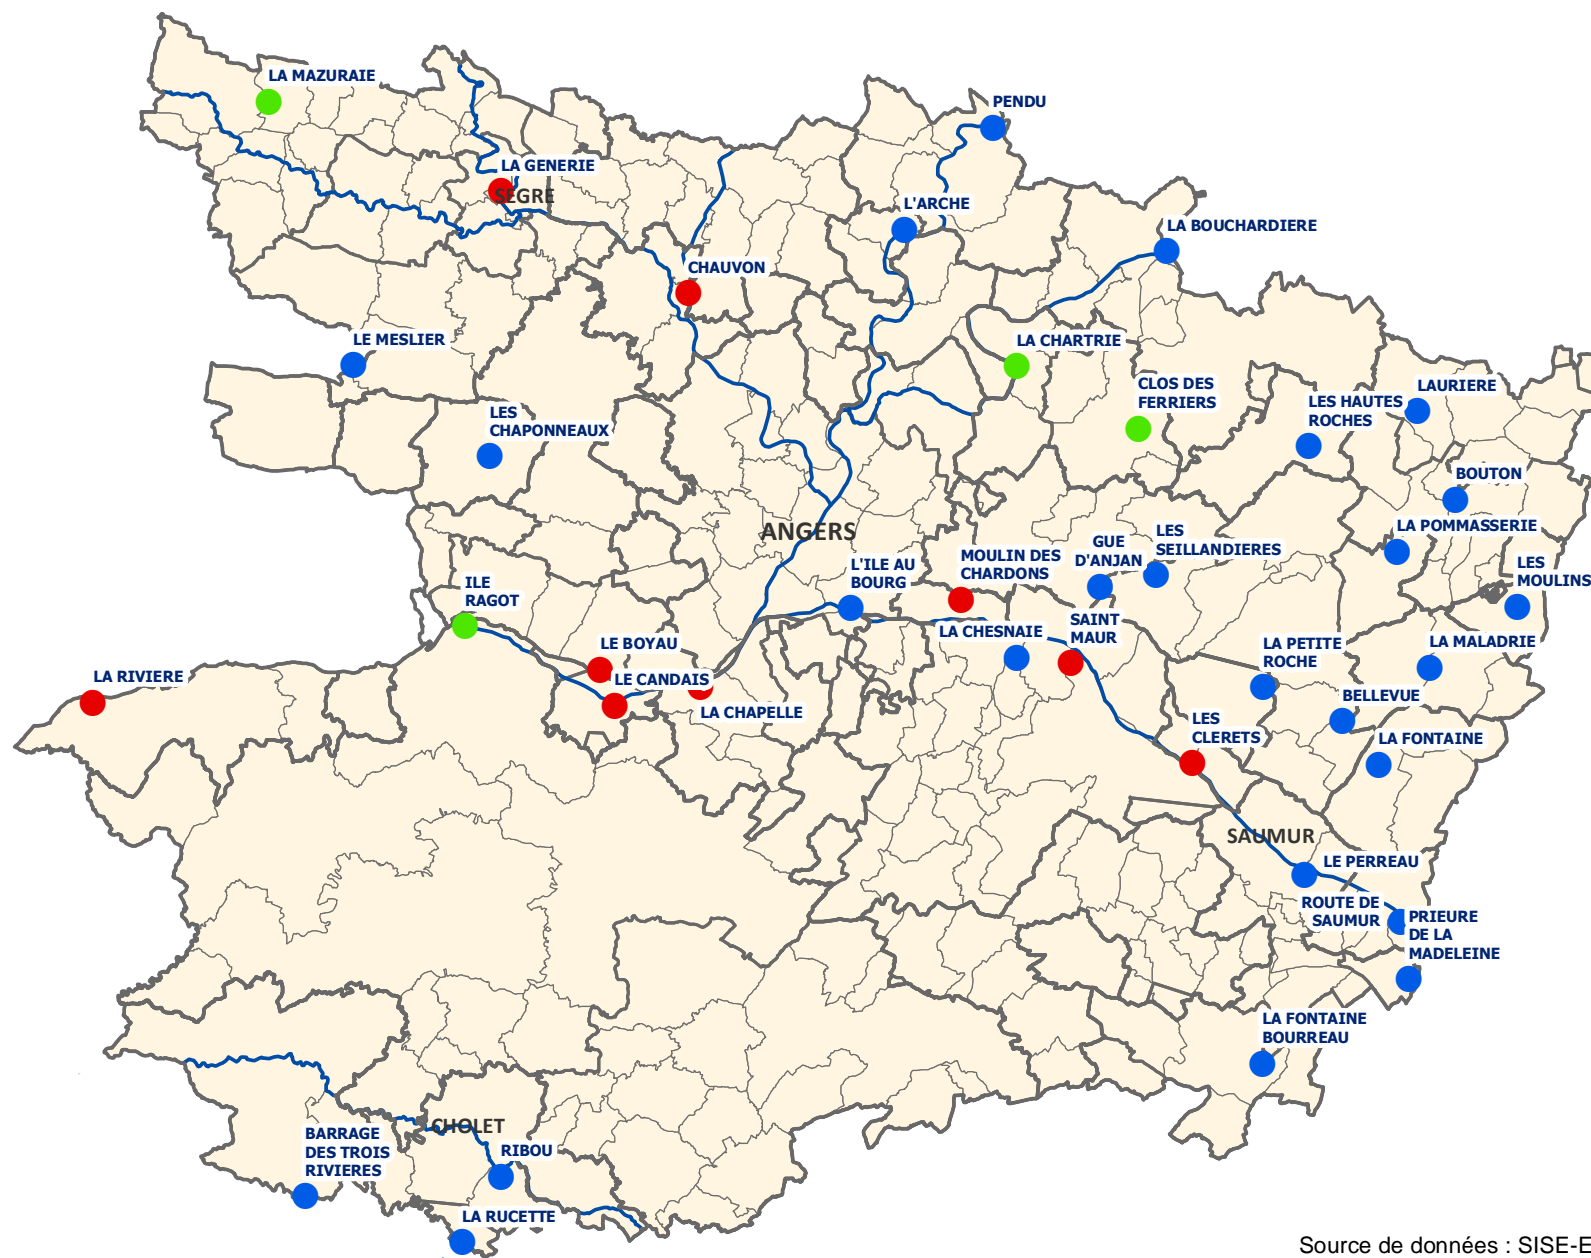 LA MAZURAIE
PENDU
LA GENERIE
SEGRE
L'ARCHE
LA BOUCHARDIERE
CHAUVON
LE MESLIER
LA CHARTRIE
CLOS DES
FERRIERS
LAURIERE
LES HAUTES
ROCHES
LES
CHAPONNEAUX
BOUTON
ANGERS
LA POMMASSERIE
LES
SEILLANDIERES
GUE
D'ANJAN
MOULIN DES
CHARDONS
L'ILE AU
BOURG
LES
MOULINS
ILE
RAGOT
SAINT
MAUR
LA CHESNAIE
LE BOYAU
LA PETITE
ROCHE
LA MALADRIE
LA RIVIERE
LE CANDAIS
BELLEVUE
LA CHAPELLE
LES
CLERETS
LA FONTAINE
SAUMUR
LE PERREAU
ROUTE DE
SAUMUR
PRIEURE
DE LA
MADELEINE
LA FONTAINE
BOURREAU
CHOLET
BARRAGE
DES TROIS
RIVIERES
RIBOU
LA RUCETTE
Source de données : SISE-E